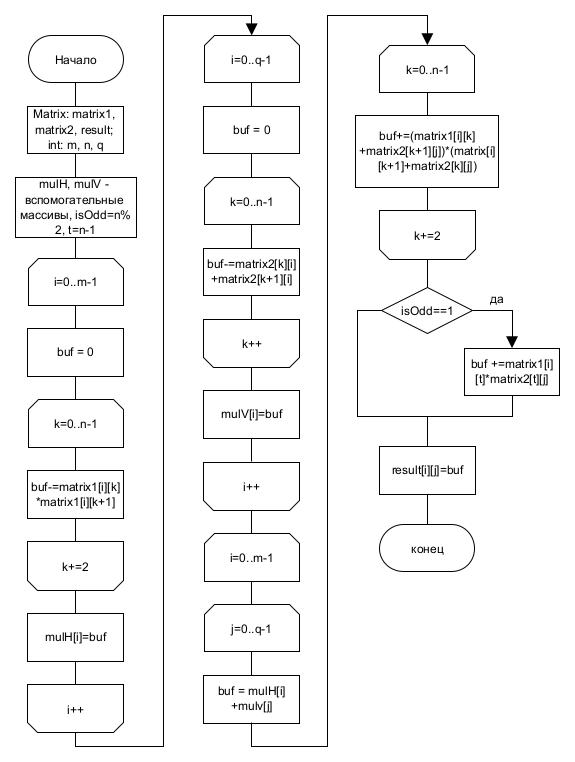 Начало
Matrix: matrix1,
matrix2, result;
int: m, n, q
mulH, mulV -
вспомогательные
массивы, isOdd=n%
2, t=n-1
i=0..m-1
buf = 0
k=0..n-1
buf-=matrix1[i][k]
*matrix1[i][k+1]
k+=2
mulH[i]=buf
i++
i=0..q-1
buf = 0
k=0..n-1
buf-=matrix2[k][i]
+matrix2[k+1][i]
k++
mulV[i]=buf
i++
i=0..m-1
j=0..q-1
buf = mulH[i]
+mulv[j]
k=0..n-1
buf+=(matrix1[i][k]
+matrix2[k+1][j])*(matrix[i]
[k+1]+matrix2[k][j])
k+=2
isOdd==1
да
buf +=matrix1[i]
[t]*matrix2[t][j]
result[i][j]=buf
конец